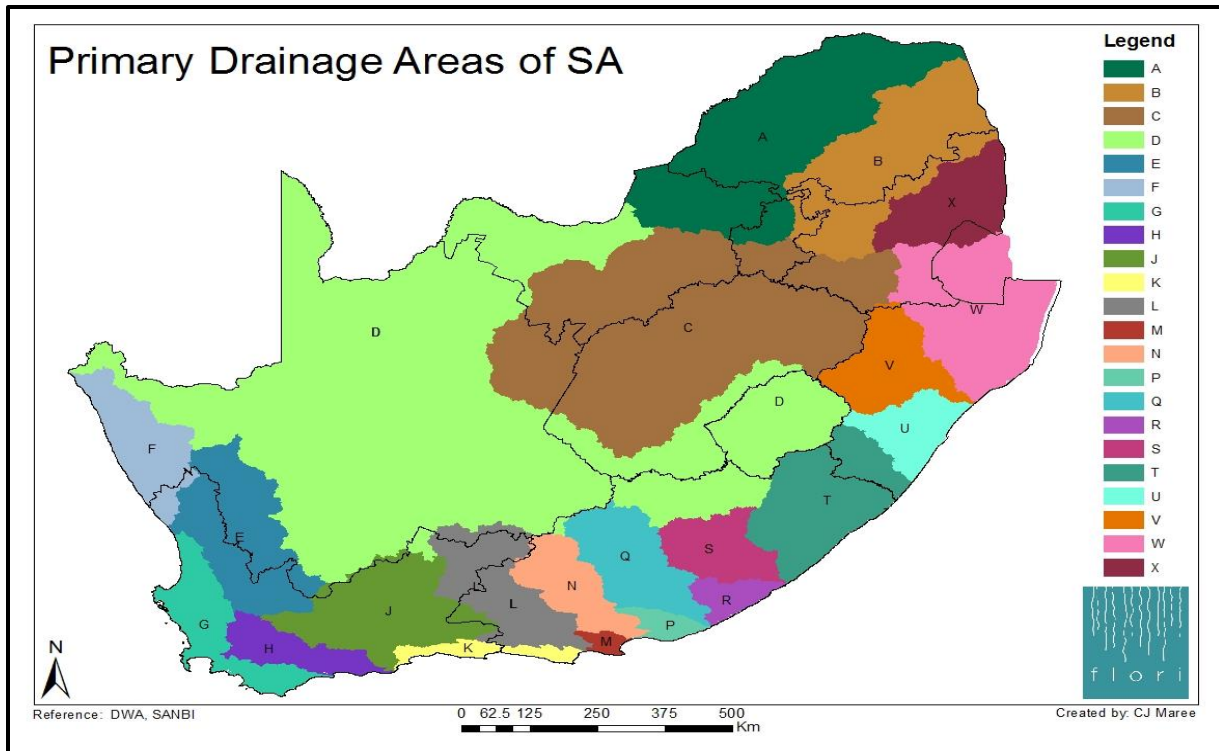 Primary Drainage Areas of SA
Legend
A
B
C
D
E
F
G
H
J
K
L
M
N
P
Q
R
S
T
U
V
W
X
A
B
X
D
C
W
V
D
U
F
T
E
Q
S
L
N
R
J
L
G
P
H
K
M
N
flori
Reference: DWA, SANBI
0 62.5 125 250 375 500
Km
Created by: CJ Maree